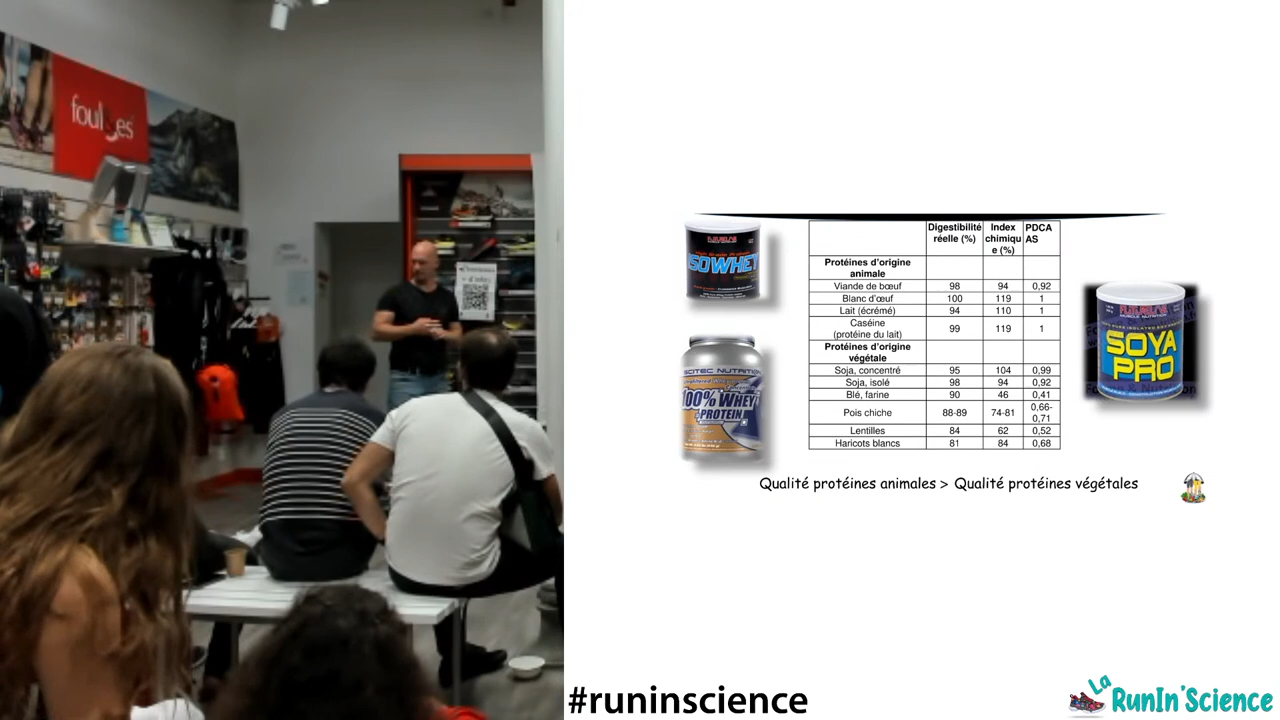 foulées
Digestibilité réelle (%) | Index chimique (%) | PDCAAS
Protéines d'origine animale
Viande de bœuf 98 94 0,92
Blanc d'œuf 100 119 1
Lait (écrémé) 94 110 1
Caséine (protéine du lait) 99 119 1
Protéines d'origine végétale
Soja, concentré 95 104 0,99
Soja, isolé 98 94 0,92
Blé, farine 90 46 0,41
Pois chiche 88-89 74-81 0,66-0,71
Lentilles 84 62 0,52
Haricots blancs 81 84 0,68
ISOWHEY
SCITEC NUTRITION
100% WHEY
PROTEIN
SOYA
PRO
Qualité protéines animales > Qualité protéines végétales
#runinscience
La
RunIn'Science